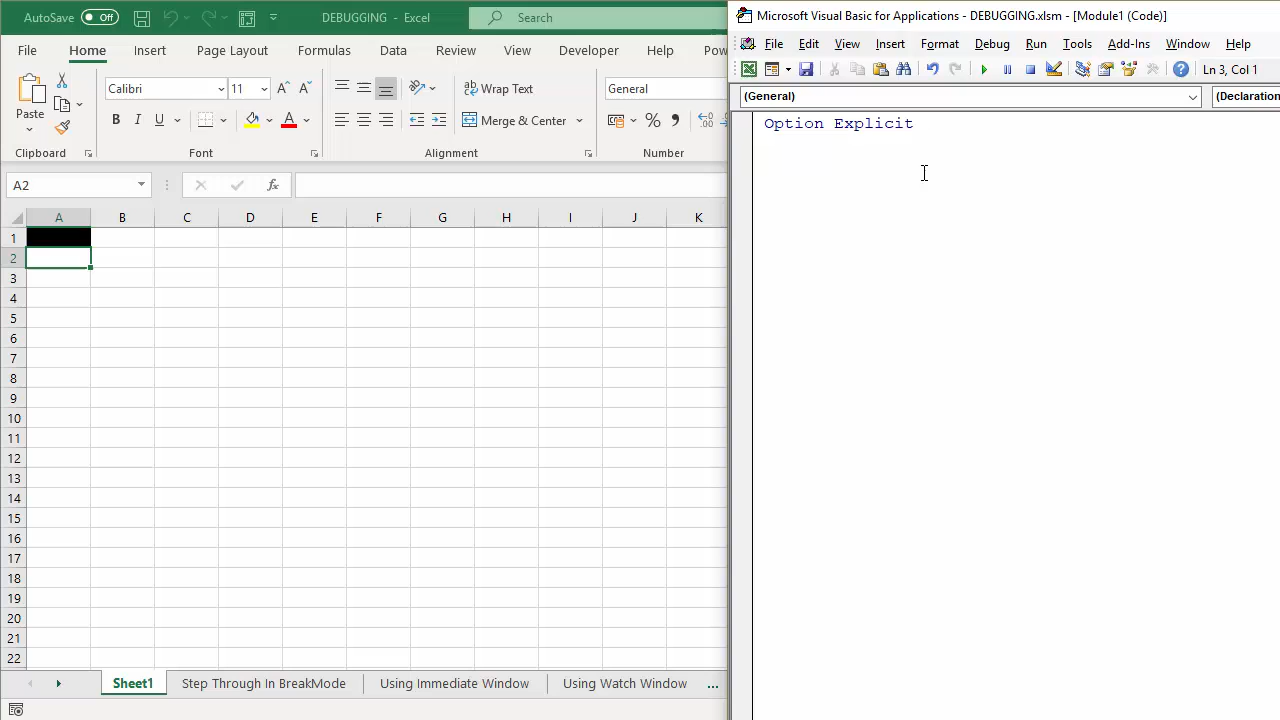 AutoSave Off DEBUGGING - Excel Search
File Home Insert Page Layout Formulas Data Review View Developer Help Pow
Paste Calibri 11 A A B I U A
Wrap Text
Merge & Center
General
% 00
Clipboard Font Alignment Number
A2 fx
A B C D E F G H I J K
1
2
3
4
5
6
7
8
9
10
11
12
13
14
15
16
17
18
19
20
21
22
Sheet1 Step Through In BreakMode Using Immediate Window Using Watch Window ...
Microsoft Visual Basic for Applications - DEBUGGING.xlsm - [Module1 (Code)]
File Edit View Insert Format Debug Run Tools Add-Ins Window Help
Ln 3, Col 1
(General) (Declaration
Option Explicit